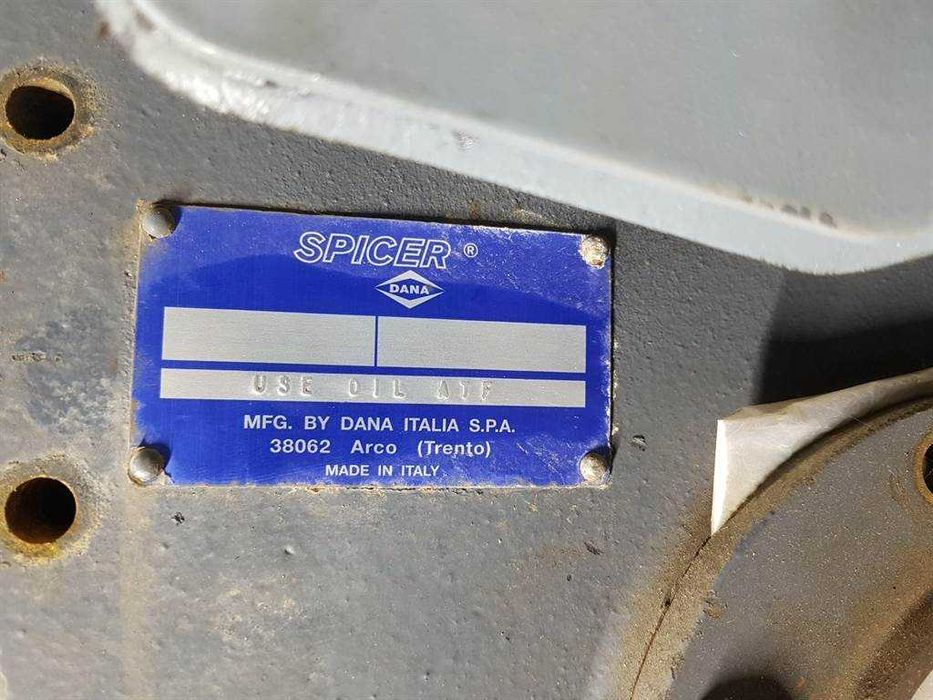 SPICER ®
DANA
USE OIL ATF
MFG. BY DANA ITALIA S.P.A.
38062 Arco (Trento)
MADE IN ITALY